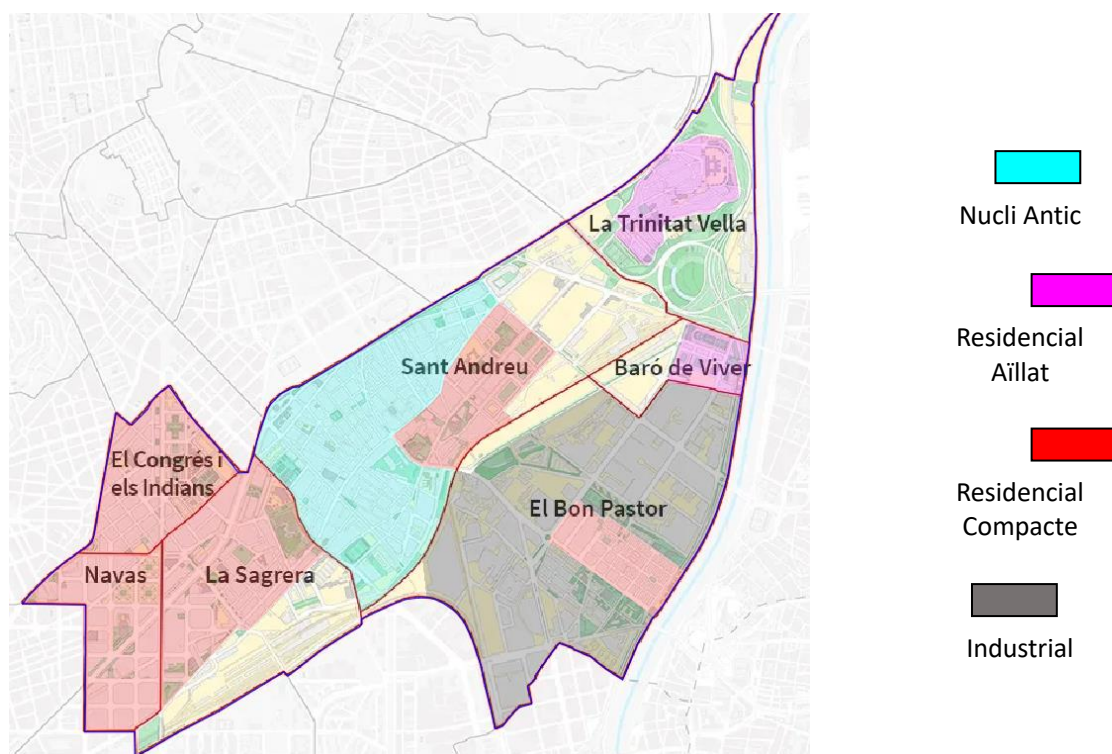 La Trinitat Vella
Sant Andreu
Baró de Viver
El Congrés i
els Indians
El Bon Pastor
Navas
La Sagrera
Nucli Antic
Residencial
Aïllat
Residencial
Compacte
Industrial